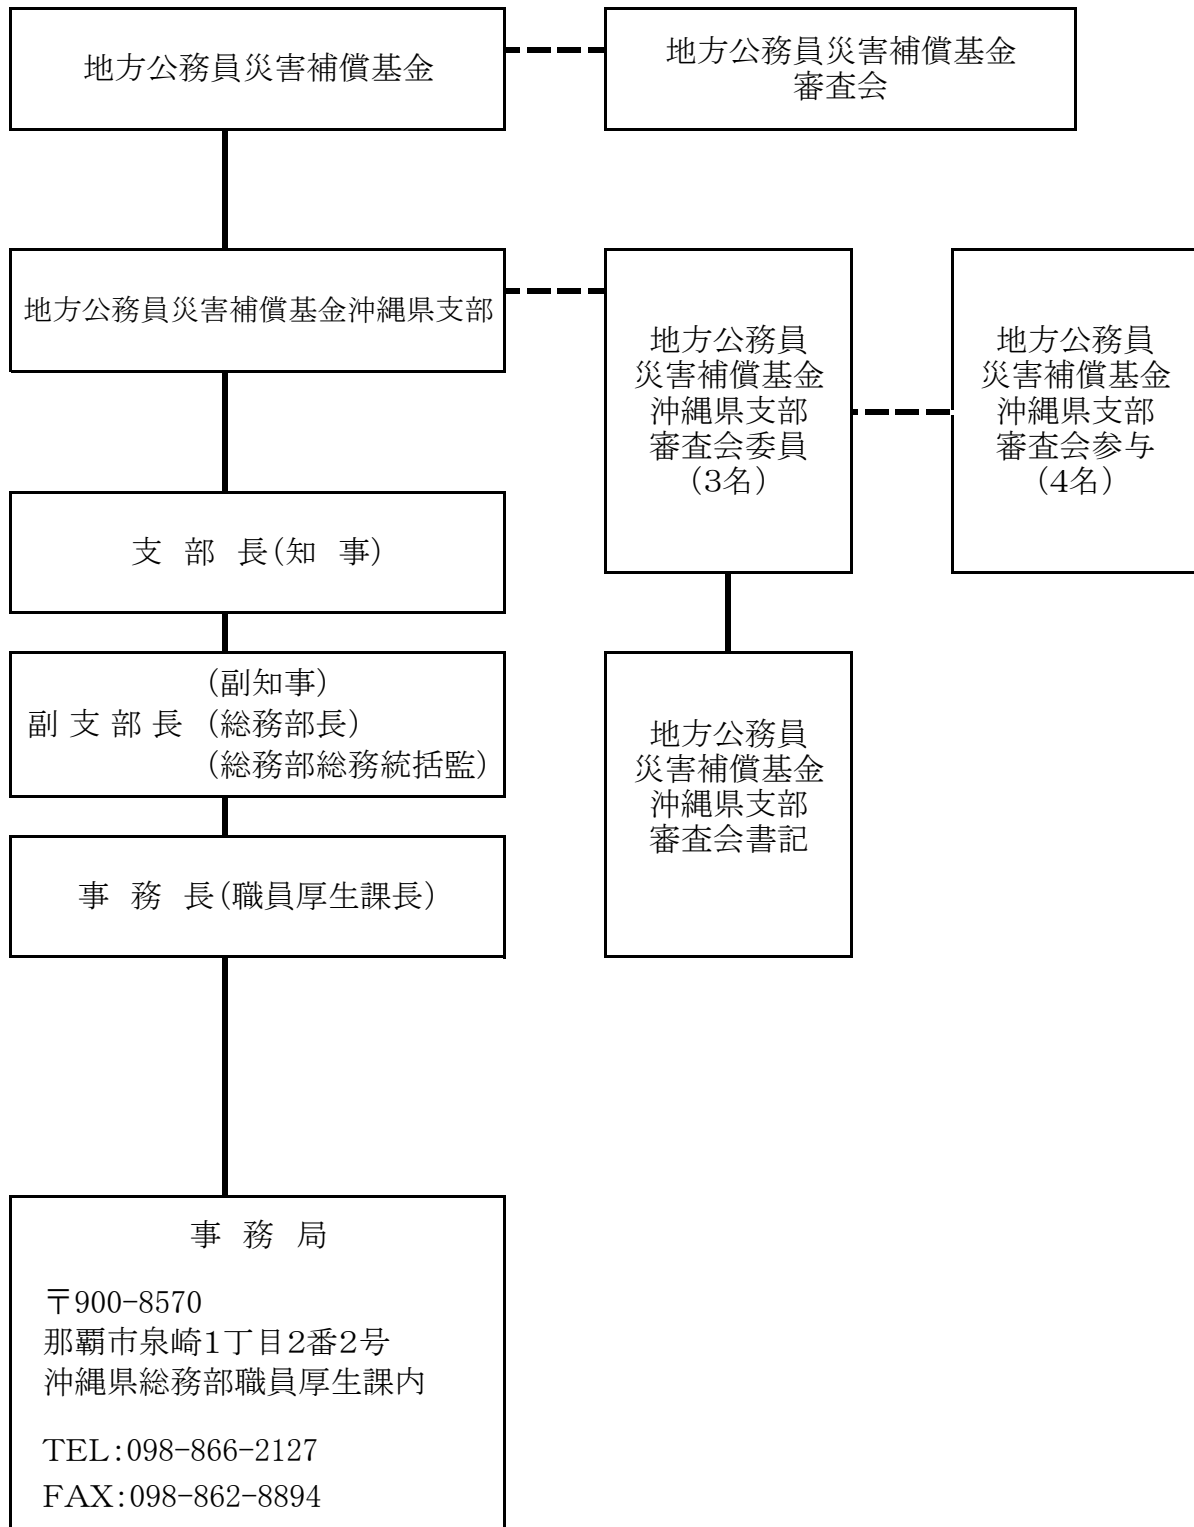 地方公務員災害補償基金
地方公務員災害補償基金
審査会
地方公務員災害補償基金沖縄県支部
地方公務員
災害補償基金
沖縄県支部
審査会委員
(3名)
地方公務員
災害補償基金
沖縄県支部
審査会参与
(4名)
支 部 長(知 事)
(副知事)
副 支 部 長 (総務部長)
(総務部総務統括監)
地方公務員
災害補償基金
沖縄県支部
審査会書記
事 務 長(職員厚生課長)
事 務 局
〒900-8570
那覇市泉崎1丁目2番2号
沖縄県総務部職員厚生課内
TEL:098-866-2127
FAX:098-862-8894